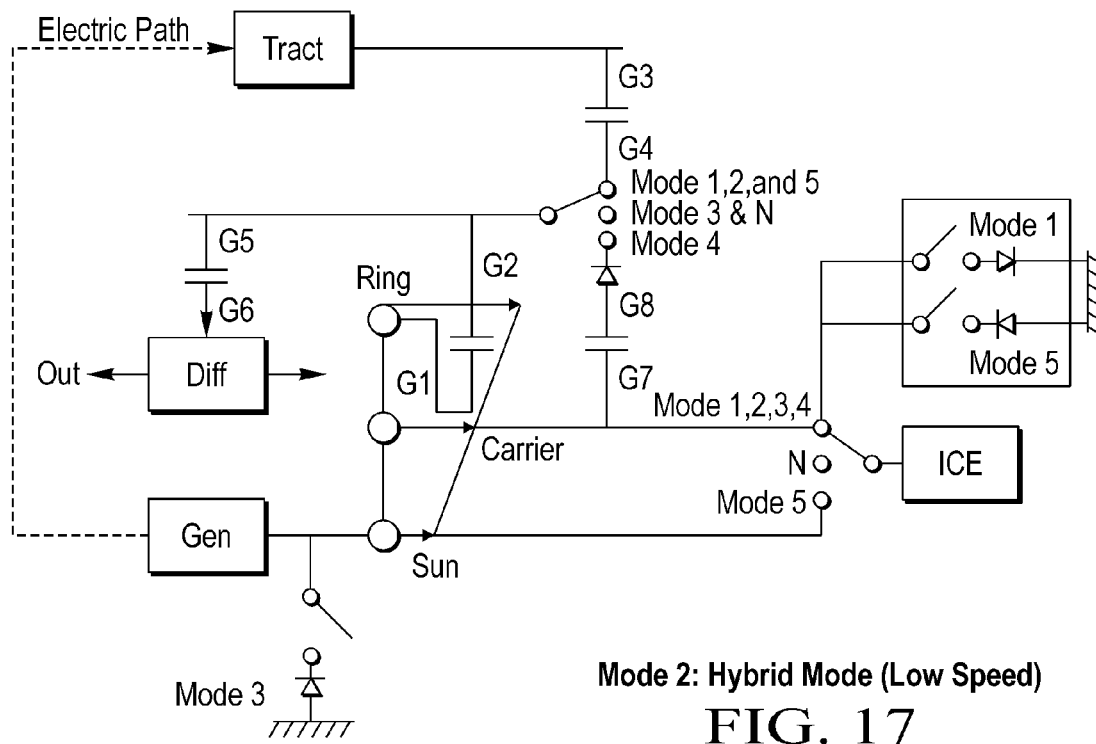 Electric Path
Tract
G3
G4
Mode 1,2,and 5
Mode 3 & N
Mode 4
G5
G6
G2
Ring
G8
G7
Mode 1
Mode 5
Out
Diff
G1
Mode 1,2,3,4
Carrier
N
ICE
Mode 5
Gen
Sun
Mode 3
Mode 2: Hybrid Mode (Low Speed)
FIG. 17